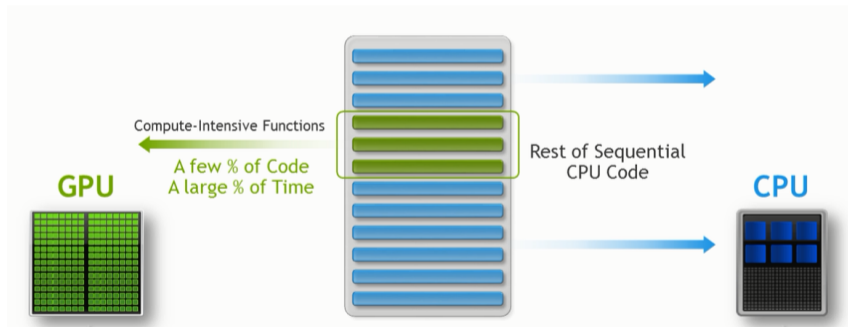 Compute-Intensive Functions
A few % of Code
A large % of Time
GPU
Rest of Sequential
CPU Code
CPU